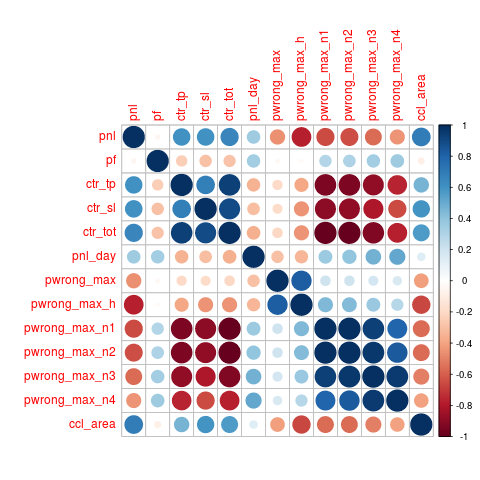 pnl
pf
ctr_tp
ctr_sl
ctr_tot
pnl_day
pwrong_max
pwrong_max_h
pwrong_max_n1
pwrong_max_n2
pwrong_max_n3
pwrong_max_n4
ccl_area
pnl
pf
ctr_tp
ctr_sl
ctr_tot
pnl_day
pwrong_max
pwrong_max_h
pwrong_max_n1
pwrong_max_n2
pwrong_max_n3
pwrong_max_n4
ccl_area
1
0.8
0.6
0.4
0.2
0
-0.2
-0.4
-0.6
-0.8
-1